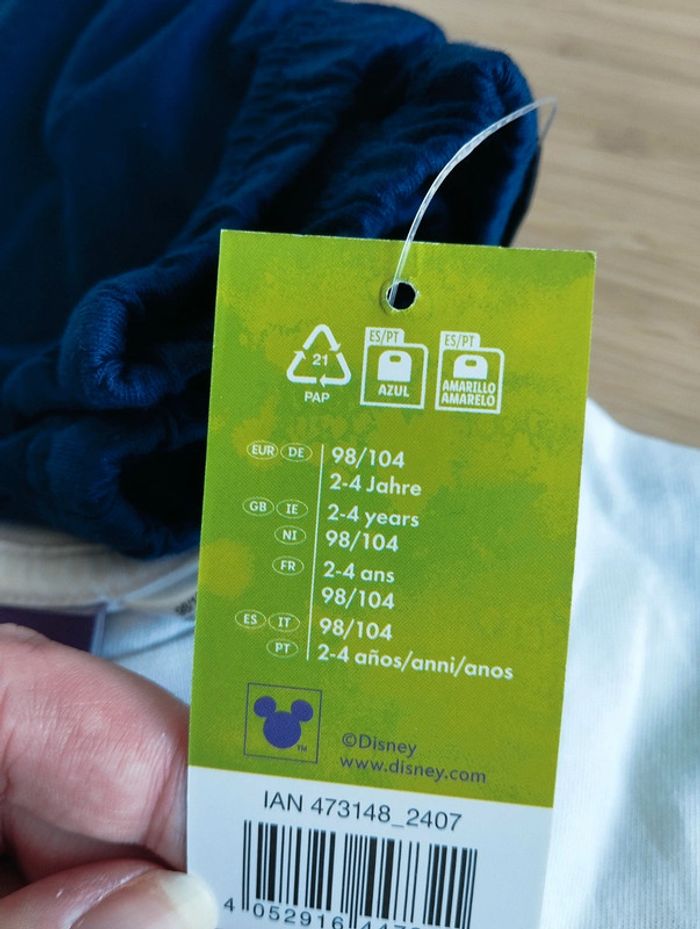 ES/PT ES/PT
21
PAP
AZUL
AMARILLO
AMARELO
EUR DE 98/104
2-4 Jahre
GB IE 2-4 years
NI 98/104
FR 2-4 ans
98/104
ES IT 98/104
PT 2-4 años/anni/anos
TM
©Disney
www.disney.com
IAN 473148_2407
4 052916